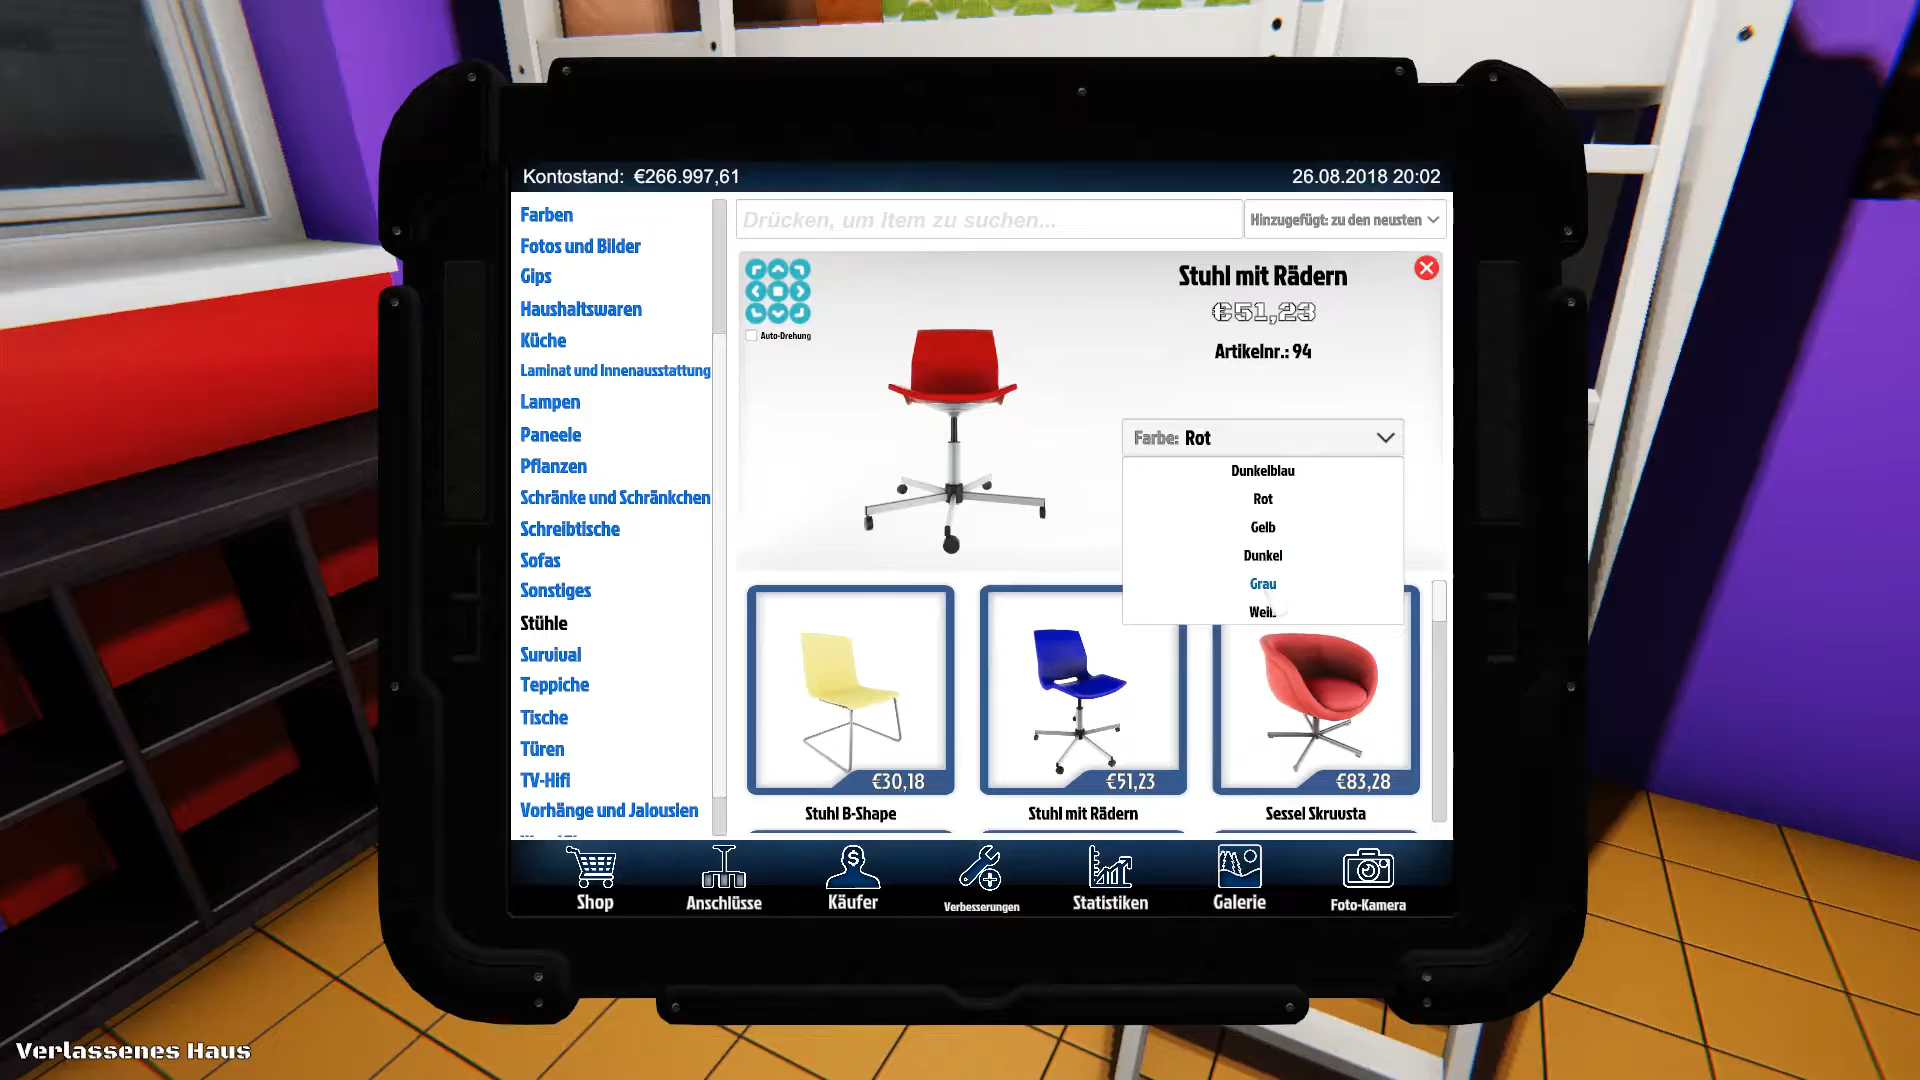 Kontostand: €266.997,61
26.08.2018 20:02
Farben
Fotos und Bilder
Gips
Haushaltswaren
Küche
Laminat und Innenausstattung
Lampen
Paneele
Pflanzen
Schränke und Schränkchen
Schreibtische
Sofas
Sonstiges
Stühle
Survival
Teppiche
Tische
Türen
TV-Hifi
Vorhänge und Jalousien
Drücken, um Item zu suchen...
Hinzugefügt: zu den neusten
Auto-Drehung
Stuhl mit Rädern
€51,23
Artikelnr.: 94
Farbe: Rot
Dunkelblau
Rot
Gelb
Dunkel
Grau
Weiß
€30,18
Stuhl B-Shape
€51,23
Stuhl mit Rädern
€83,28
Sessel Skruusta
Shop
Anschlüsse
Käufer
Verbesserungen
Statistiken
Galerie
Foto-Kamera
Verlassenes Haus